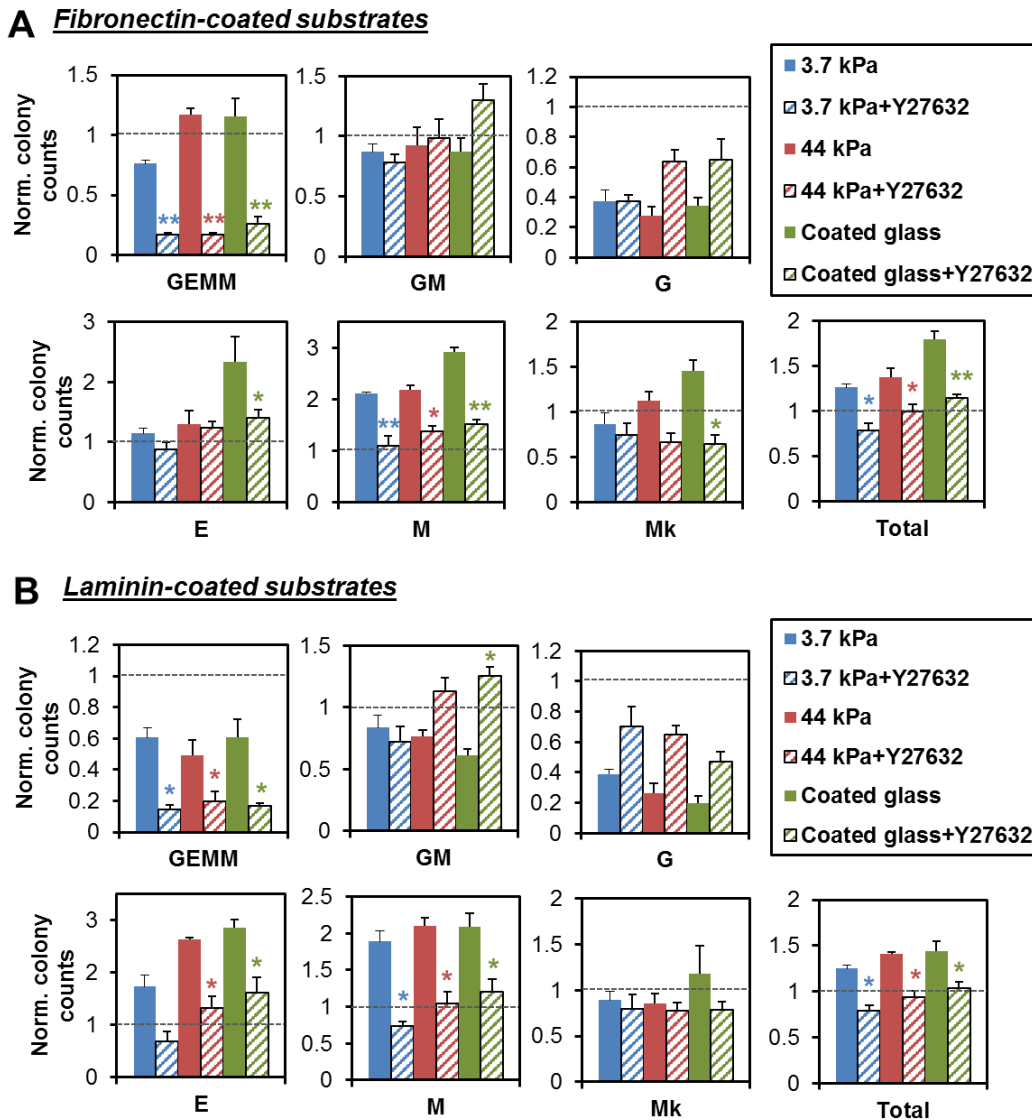 A Fibronectin-coated substrates
Norm. colony counts
1.5
1
0.5
0
** ** **
GEMM
1.5
1
0.5
0
GM
1.2
1
0.8
0.6
0.4
0.2
0
G
3.7 kPa
3.7 kPa+Y27632
44 kPa
44 kPa+Y27632
Coated glass
Coated glass+Y27632
Norm. colony counts
3
2
1
0
*
E
3
2
1
0
** * **
M
2
1.5
1
0.5
0
*
Mk
2
1.5
1
0.5
0
* * **
Total
B Laminin-coated substrates
Norm. colony counts
1.2
1
0.8
0.6
0.4
0.2
0
* * *
GEMM
1.5
1
0.5
0
*
GM
1.2
1
0.8
0.6
0.4
0.2
0
G
3.7 kPa
3.7 kPa+Y27632
44 kPa
44 kPa+Y27632
Coated glass
Coated glass+Y27632
Norm. colony counts
3
2
1
0
* *
E
2.5
2
1.5
1
0.5
0
* * *
M
2
1.5
1
0.5
0
Mk
2
1.5
1
0.5
0
* * *
Total